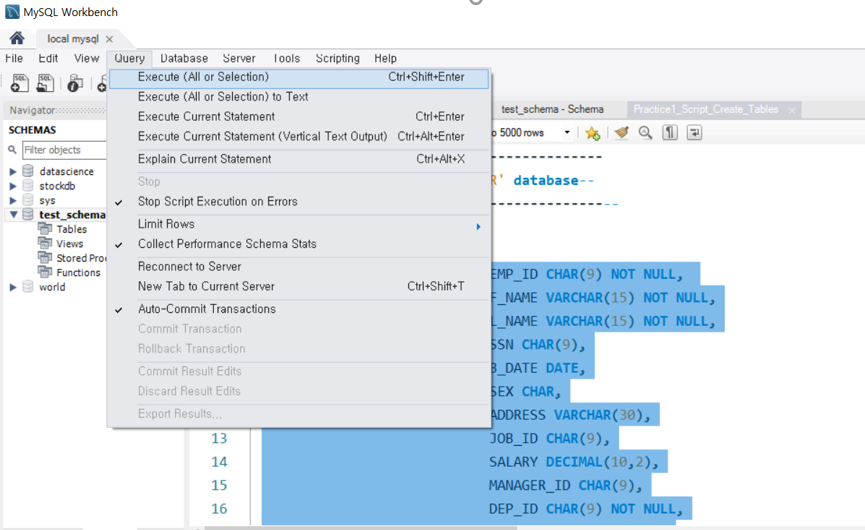 MySQL Workbench
local mysql
File Edit View Query Database Server Tools Scripting Help
Navigator
SCHEMAS
Filter objects
datascience
stockdb
sys
test_schema
Tables
Views
Stored Pro
Functions
world
Execute (All or Selection) Ctrl+Shift+Enter
Execute (All or Selection) to Text
Execute Current Statement Ctrl+Enter
Execute Current Statement (Vertical Text Output) Ctrl+Alt+Enter
Explain Current Statement Ctrl+Alt+X
Stop
Stop Script Execution on Errors
Limit Rows
Collect Performance Schema Stats
Reconnect to Server
New Tab to Current Server Ctrl+Shift+T
Auto-Commit Transactions
Commit Transaction
Rollback Transaction
Commit Result Edits
Discard Result Edits
Export Results...
test_schema - Schema Practice1_Script_Create_Tables
o 5000 rows
---------------
R' database--
-----------------
EMP_ID CHAR(9) NOT NULL,
F_NAME VARCHAR(15) NOT NULL,
L_NAME VARCHAR(15) NOT NULL,
SSN CHAR(9),
B_DATE DATE,
SEX CHAR,
ADDRESS VARCHAR(30),
13 JOB_ID CHAR(9),
14 SALARY DECIMAL(10,2),
15 MANAGER_ID CHAR(9),
16 DEP_ID CHAR(9) NOT NULL,